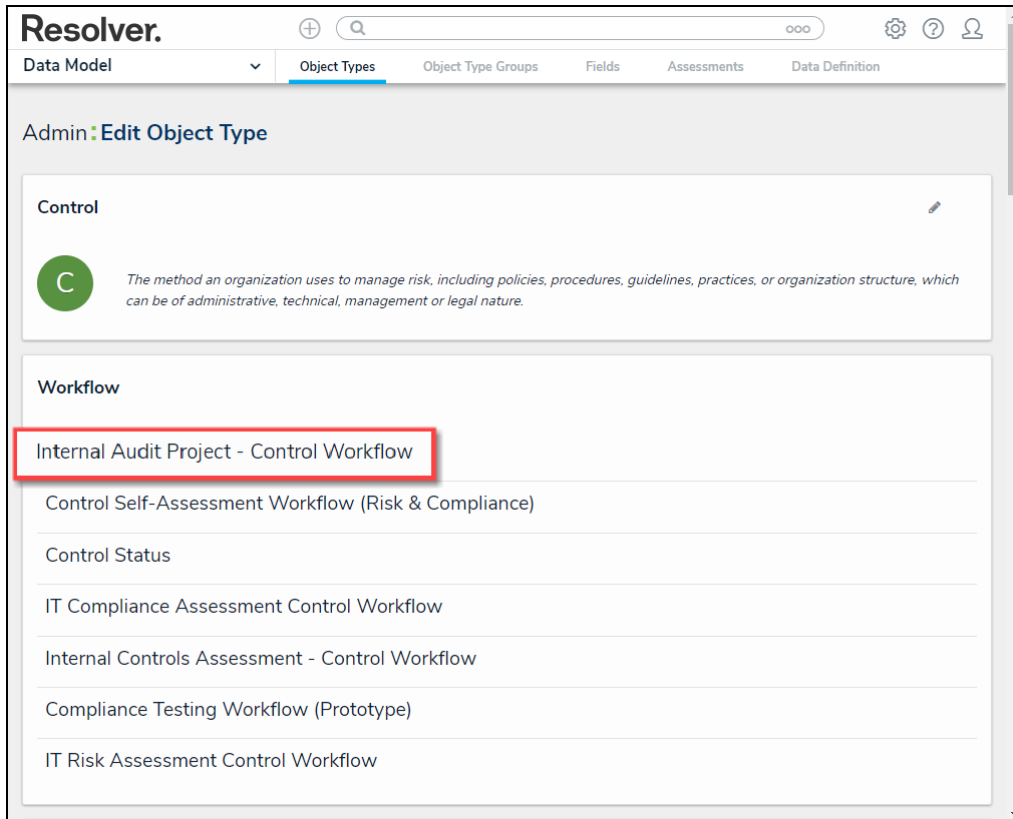 Resolver.
Data Model
Object Types
Object Type Groups
Fields
Assessments
Data Definition
Admin:Edit Object Type
Control
C
The method an organization uses to manage risk, including policies, procedures, guidelines, practices, or organization structure, which
can be of administrative, technical, management or legal nature.
Workflow
Internal Audit Project - Control Workflow
Control Self-Assessment Workflow (Risk & Compliance)
Control Status
IT Compliance Assessment Control Workflow
Internal Controls Assessment - Control Workflow
Compliance Testing Workflow (Prototype)
IT Risk Assessment Control Workflow